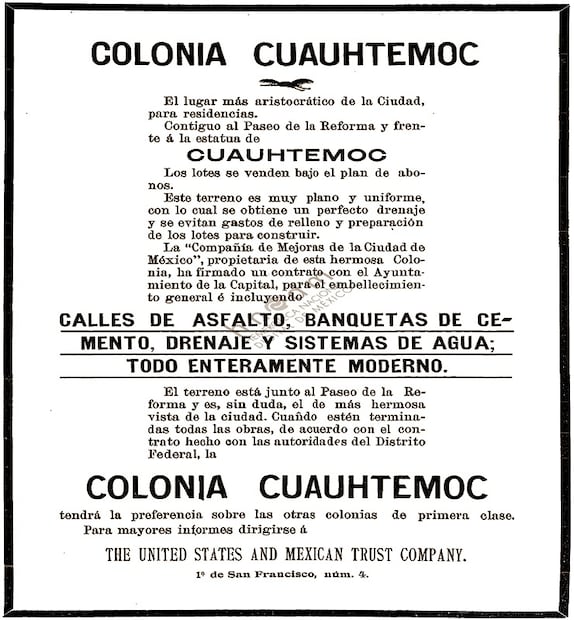 COLONIA CUAUHTEMOC
El lugar más aristocrático de la Ciudad,
para residencias.
Contiguo al Paseo de la Reforma y fren-
te á la estatua de
CUAUHTEMOC
Los lotes se venden bajo el plan de abo-
nos.
Este terreno es muy plano y uniforme,
con lo cual se obtiene un perfecto drenaje
y se evitan gastos de relleno y preparación
de los lotes para construir.
La "Compañía de Mejoras de la Ciudad de
México", propietaria de esta hermosa Colo-
nia, ha firmado un contrato con el Ayunta-
miento de la Capital, para el embellecimien-
to general é incluyendo
CALLES DE ASFALTO, BANQUETAS DE CE-
MENTO, DRENAJE Y SISTEMAS DE AGUA;
TODO ENTERAMENTE MODERNO.
El terreno está junto al Paseo de la Re-
forma y es, sin duda, el de más hermosa
vista de la ciudad. Cuando estén termina-
das todas las obras, de acuerdo con el con-
trato hecho con las autoridades del Distrito
Federal, la
COLONIA CUAUHTEMOC
tendrá la preferencia sobre las otras colonias de primera clase.
Para mayores informes dirigirse á
THE UNITED STATES AND MEXICAN TRUST COMPANY.
1º de San Francisco, núm. 4.